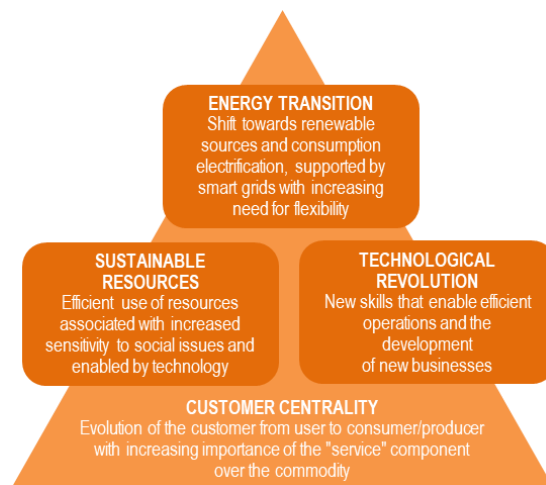 ENERGY TRANSITION
Shift towards renewable
sources and consumption
electrification, supported by
smart grids with increasing
need for flexibility
SUSTAINABLE
RESOURCES
Efficient use of resources
associated with increased
sensitivity to social issues and
enabled by technology
TECHNOLOGICAL
REVOLUTION
New skills that enable efficient
operations and the
development
of new businesses
CUSTOMER CENTRALITY
Evolution of the customer from user to consumer/producer
with increasing importance of the "service" component
over the commodity